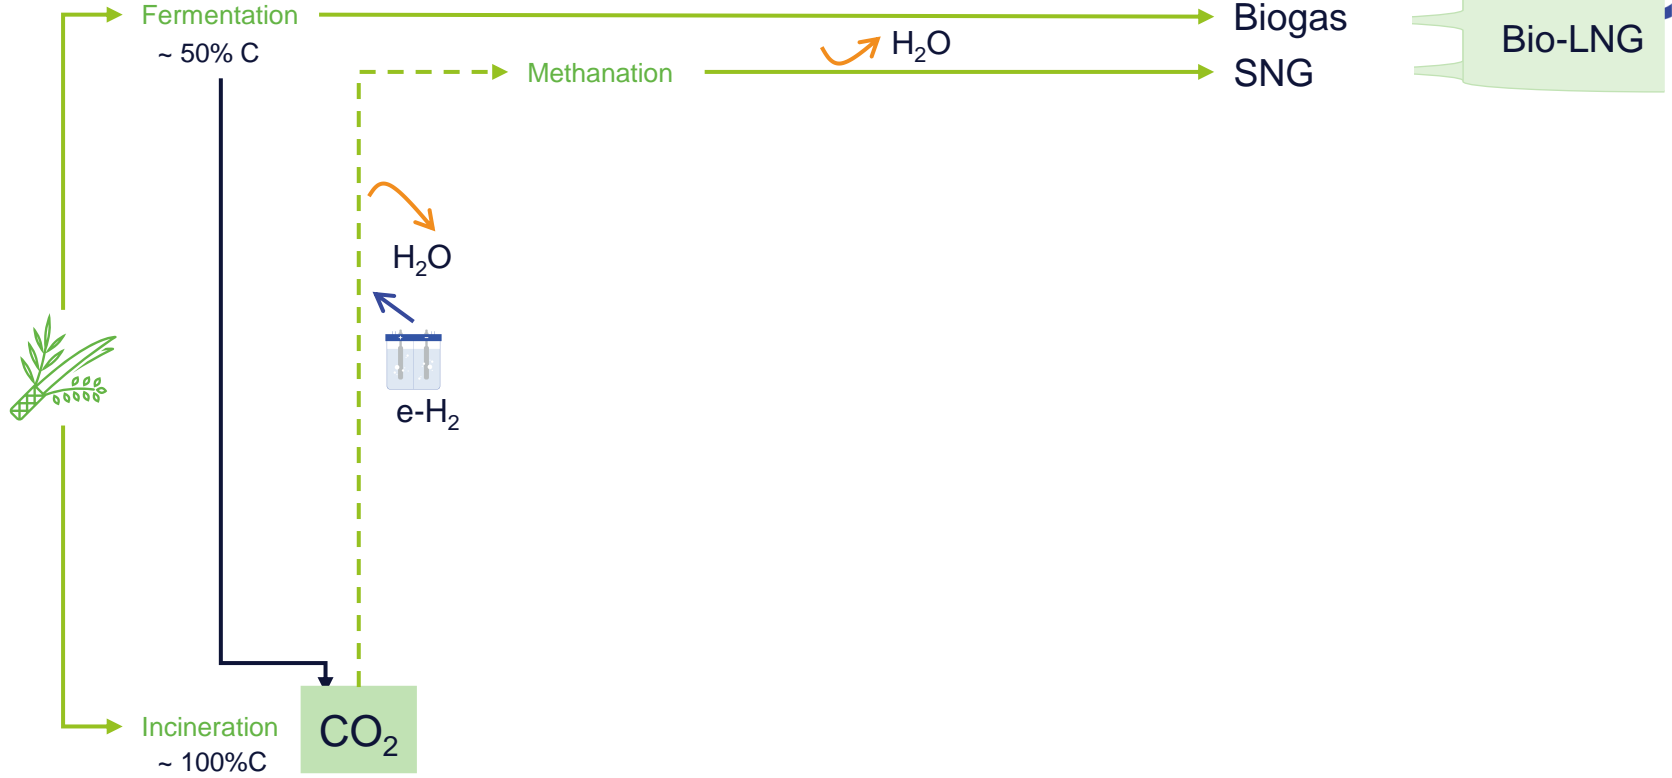 Fermentation
~ 50% C
Biogas
H₂O
Bio-LNG
Methanation
SNG
H₂O
e-H₂
Incineration
~ 100%C
CO₂